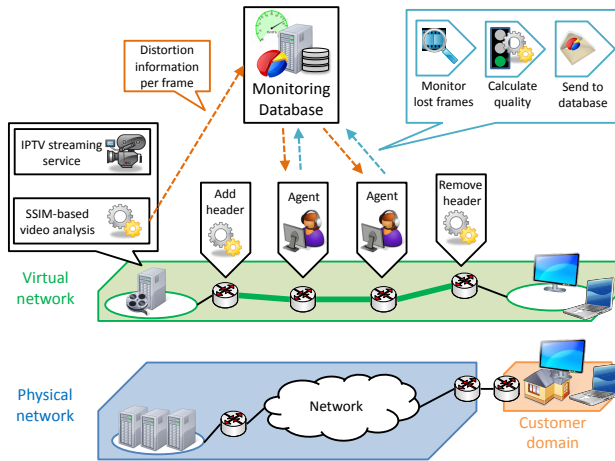 Distortion
information
per frame
Monitoring
Database
Monitor
lost frames
Calculate
quality
Send to
database
IPTV streaming
service
SSIM-based
video analysis
Add
header
Agent
Agent
Remove
header
Virtual
network
Physical
network
Network
Customer
domain